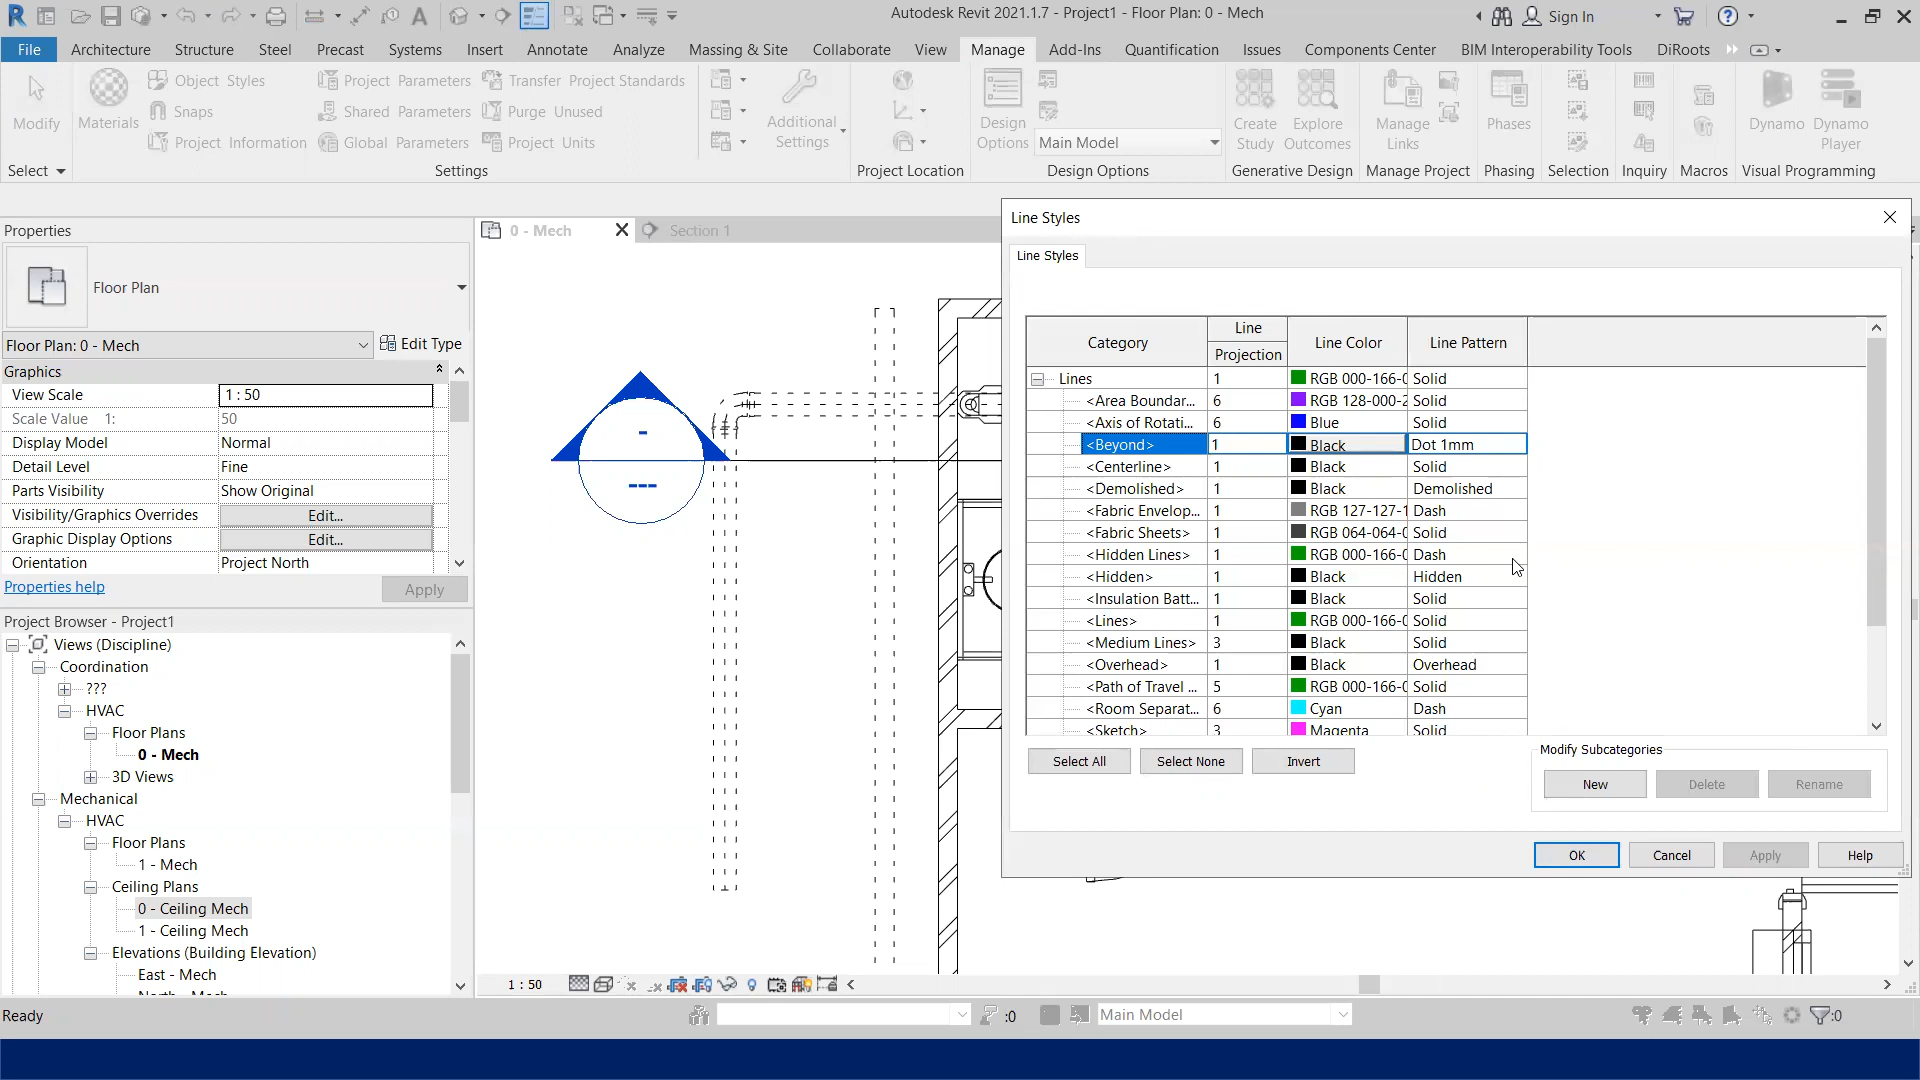 Autodesk Revit 2021.1.7 - Project1 - Floor Plan: 0 - Mech
Sign In
File Architecture Structure Steel Precast Systems Insert Annotate Analyze Massing & Site Collaborate View Manage Add-Ins Quantification Issues Components Center BIM Interoperability Tools DiRoots
Modify
Materials
Object Styles
Snaps
Project Information
Project Parameters
Shared Parameters
Global Parameters
Transfer Project Standards
Purge Unused
Project Units
Additional
Settings
Design
Options
Main Model
Create
Study
Explore
Outcomes
Manage
Links
Phases
Dynamo
Dynamo
Player
Select
Settings
Project Location
Design Options
Generative Design
Manage Project
Phasing
Selection
Inquiry
Macros
Visual Programming
Properties
Floor Plan
Floor Plan: 0 - Mech
Edit Type
Graphics
View Scale 1 : 50
Scale Value 1: 50
Display Model Normal
Detail Level Fine
Parts Visibility Show Original
Visibility/Graphics Overrides Edit...
Graphic Display Options Edit...
Orientation Project North
Properties help
Apply
Project Browser - Project1
Views (Discipline)
Coordination
???
HVAC
Floor Plans
0 - Mech
3D Views
Mechanical
HVAC
Floor Plans
1 - Mech
Ceiling Plans
0 - Ceiling Mech
1 - Ceiling Mech
Elevations (Building Elevation)
East - Mech
0 - Mech
Section 1
-
---
Line Styles
Line Styles
Category
Line
Projection
Line Color
Line Pattern
Lines 1 RGB 000-166-0 Solid
<Area Boundar... 6 RGB 128-000-2 Solid
<Axis of Rotati... 6 Blue Solid
<Beyond> 1 Black Dot 1mm
<Centerline> 1 Black Solid
<Demolished> 1 Black Demolished
<Fabric Envelop... 1 RGB 127-127-1 Dash
<Fabric Sheets> 1 RGB 064-064-0 Solid
<Hidden Lines> 1 RGB 000-166-0 Dash
<Hidden> 1 Black Hidden
<Insulation Batt... 1 Black Solid
<Lines> 1 RGB 000-166-0 Solid
<Medium Lines> 3 Black Solid
<Overhead> 1 Black Overhead
<Path of Travel ... 5 RGB 000-166-0 Solid
<Room Separat... 6 Cyan Dash
<Sketch> 3 Magenta Solid
Select All
Select None
Invert
Modify Subcategories
New
Delete
Rename
OK
Cancel
Apply
Help
1 : 50
Ready
:0
Main Model
:0